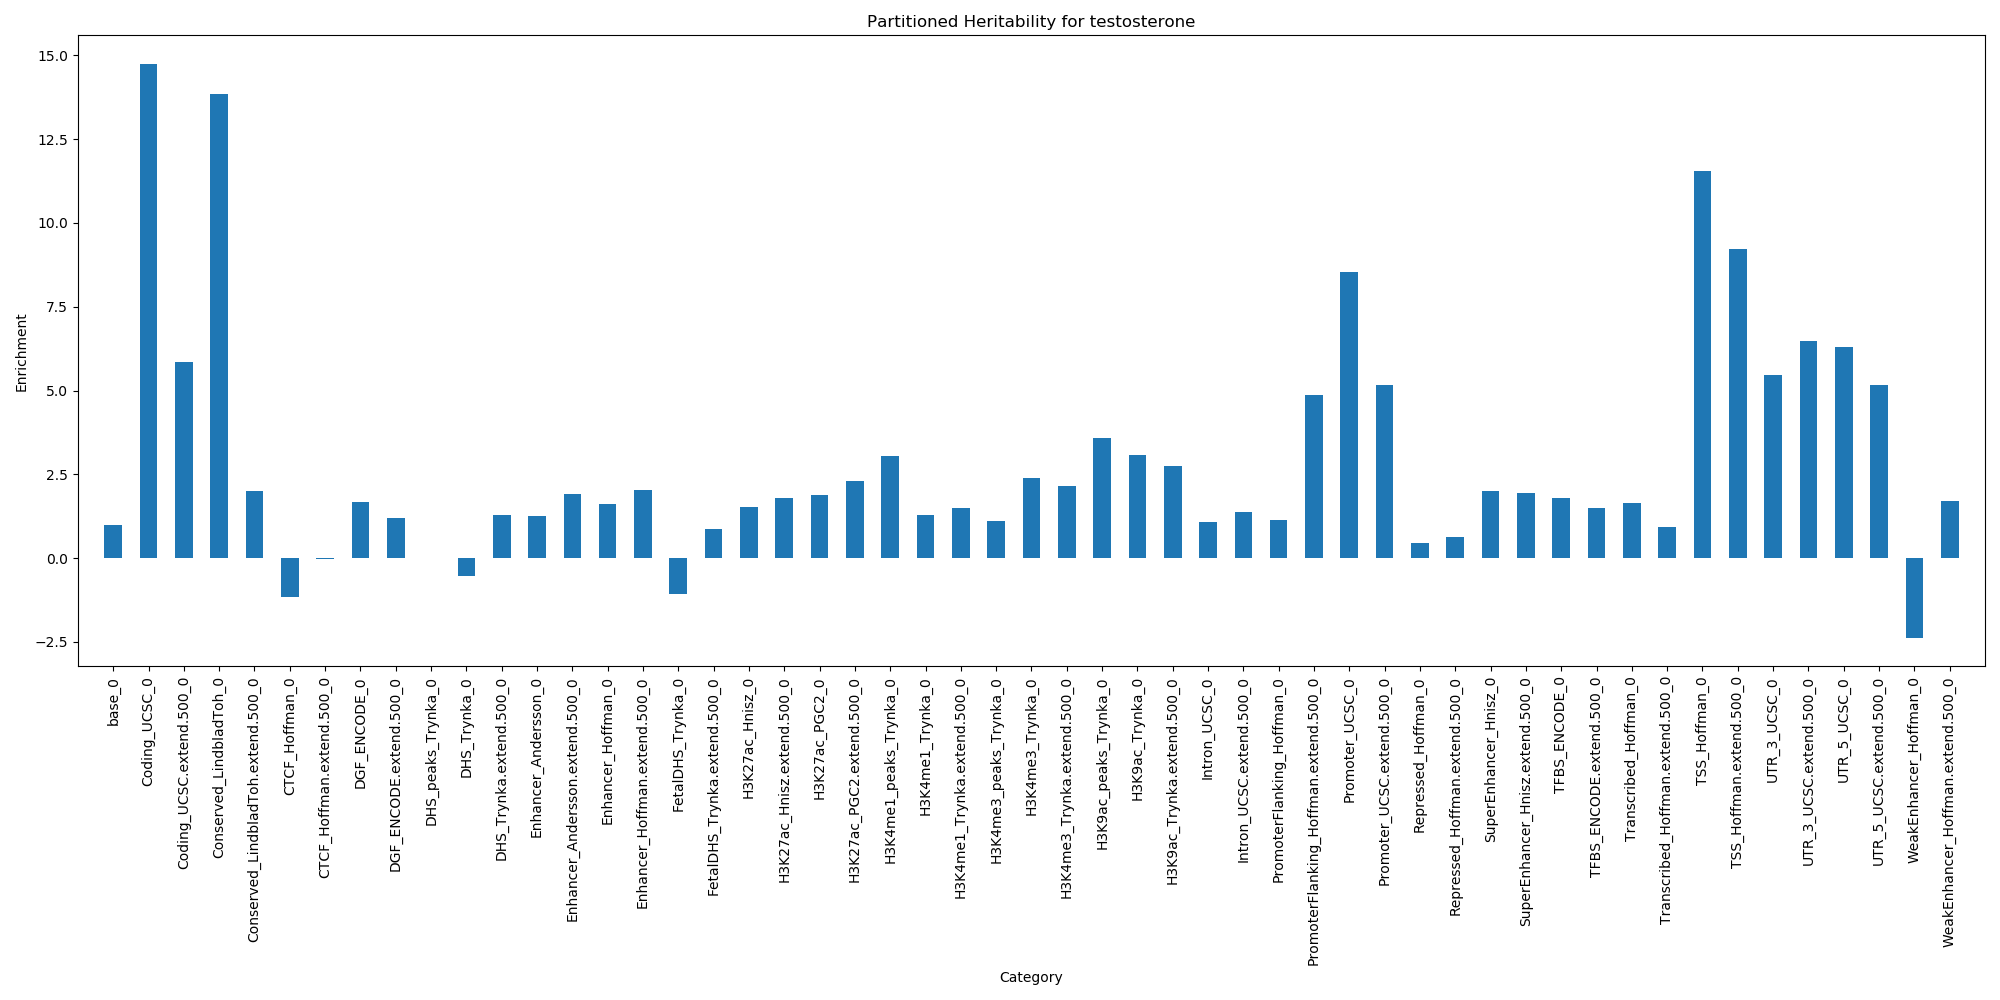 Partitioned Heritability for testosterone
15.0
12.5
10.0
7.5
5.0
2.5
0.0
−2.5
Enrichment
base_0
Coding_UCSC_0
Coding_UCSC.extend.500_0
Conserved_LindbladToh_0
Conserved_LindbladToh.extend.500_0
CTCF_Hoffman_0
CTCF_Hoffman.extend.500_0
DGF_ENCODE_0
DGF_ENCODE.extend.500_0
DHS_peaks_Trynka_0
DHS_Trynka_0
DHS_Trynka.extend.500_0
Enhancer_Andersson_0
Enhancer_Andersson.extend.500_0
Enhancer_Hoffman_0
Enhancer_Hoffman.extend.500_0
FetalDHS_Trynka_0
FetalDHS_Trynka.extend.500_0
H3K27ac_Hnisz_0
H3K27ac_Hnisz.extend.500_0
H3K27ac_PGC2_0
H3K27ac_PGC2.extend.500_0
H3K4me1_peaks_Trynka_0
H3K4me1_Trynka_0
H3K4me1_Trynka.extend.500_0
H3K4me3_peaks_Trynka_0
H3K4me3_Trynka_0
H3K4me3_Trynka.extend.500_0
H3K9ac_peaks_Trynka_0
H3K9ac_Trynka_0
H3K9ac_Trynka.extend.500_0
Intron_UCSC_0
Intron_UCSC.extend.500_0
PromoterFlanking_Hoffman_0
PromoterFlanking_Hoffman.extend.500_0
Promoter_UCSC_0
Promoter_UCSC.extend.500_0
Repressed_Hoffman_0
Repressed_Hoffman.extend.500_0
SuperEnhancer_Hnisz_0
SuperEnhancer_Hnisz.extend.500_0
TFBS_ENCODE_0
TFBS_ENCODE.extend.500_0
Transcribed_Hoffman_0
Transcribed_Hoffman.extend.500_0
TSS_Hoffman_0
TSS_Hoffman.extend.500_0
UTR_3_UCSC_0
UTR_3_UCSC.extend.500_0
UTR_5_UCSC_0
UTR_5_UCSC.extend.500_0
WeakEnhancer_Hoffman_0
WeakEnhancer_Hoffman.extend.500_0
Category